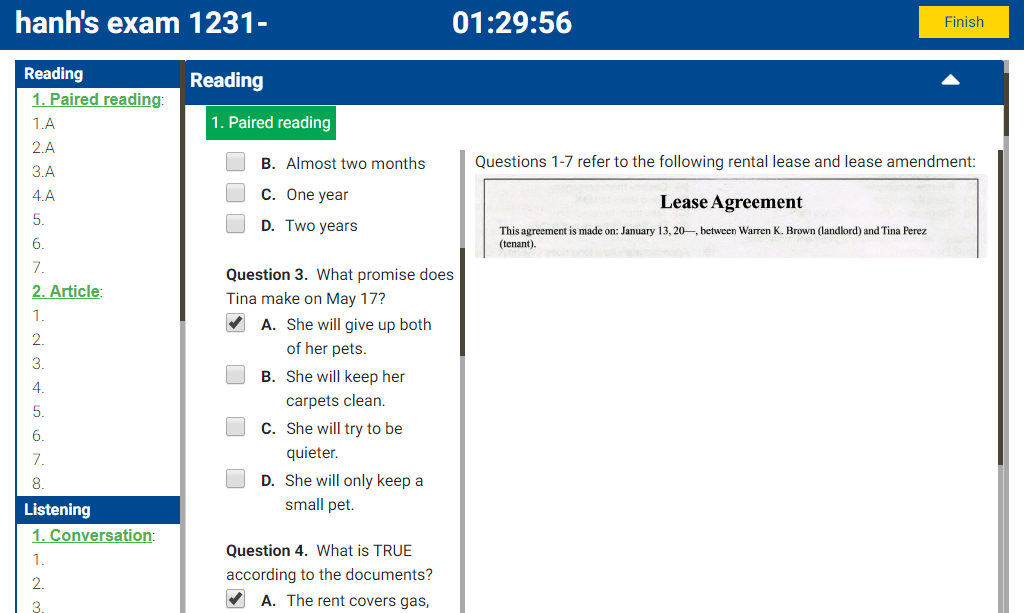 hanh's exam 1231-
01:29:56
Finish
Reading
1. Paired reading:
1.A
2.A
3.A
4.A
5.
6.
7.
2. Article:
1.
2.
3.
4.
5.
6.
7.
8.
Listening
1. Conversation:
1.
2.
3.
Reading
1. Paired reading
B. Almost two months
C. One year
D. Two years
Question 3. What promise does
Tina make on May 17?
A. She will give up both
of her pets.
B. She will keep her
carpets clean.
C. She will try to be
quieter.
D. She will only keep a
small pet.
Question 4. What is TRUE
according to the documents?
A. The rent covers gas,
Questions 1-7 refer to the following rental lease and lease amendment:
Lease Agreement
This agreement is made on: January 13, 20—, between Warren K. Brown (landlord) and Tina Perez
(tenant).